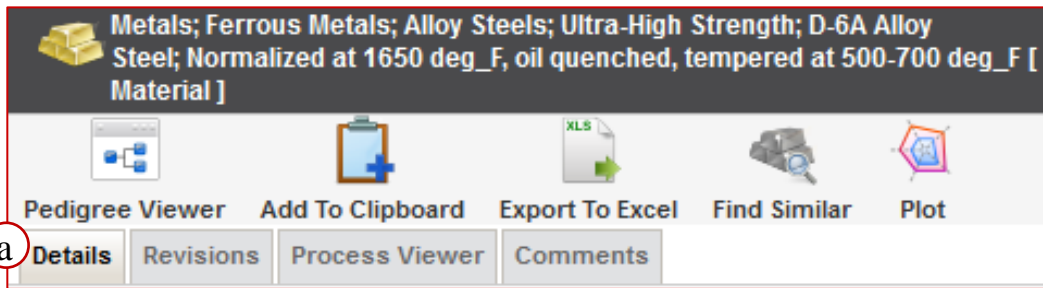 Metals; Ferrous Metals; Alloy Steels; Ultra-High Strength; D-6A Alloy
Steel; Normalized at 1650 deg_F, oil quenched, tempered at 500-700 deg_F [
Material ]
XLS
Pedigree Viewer Add To Clipboard Export To Excel Find Similar Plot
a Details Revisions Process Viewer Comments